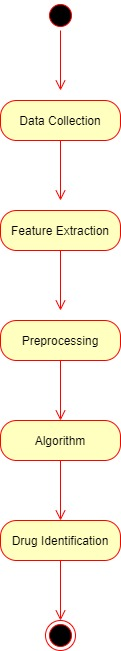 Data Collection
Feature Extraction
Preprocessing
Algorithm
Drug Identification